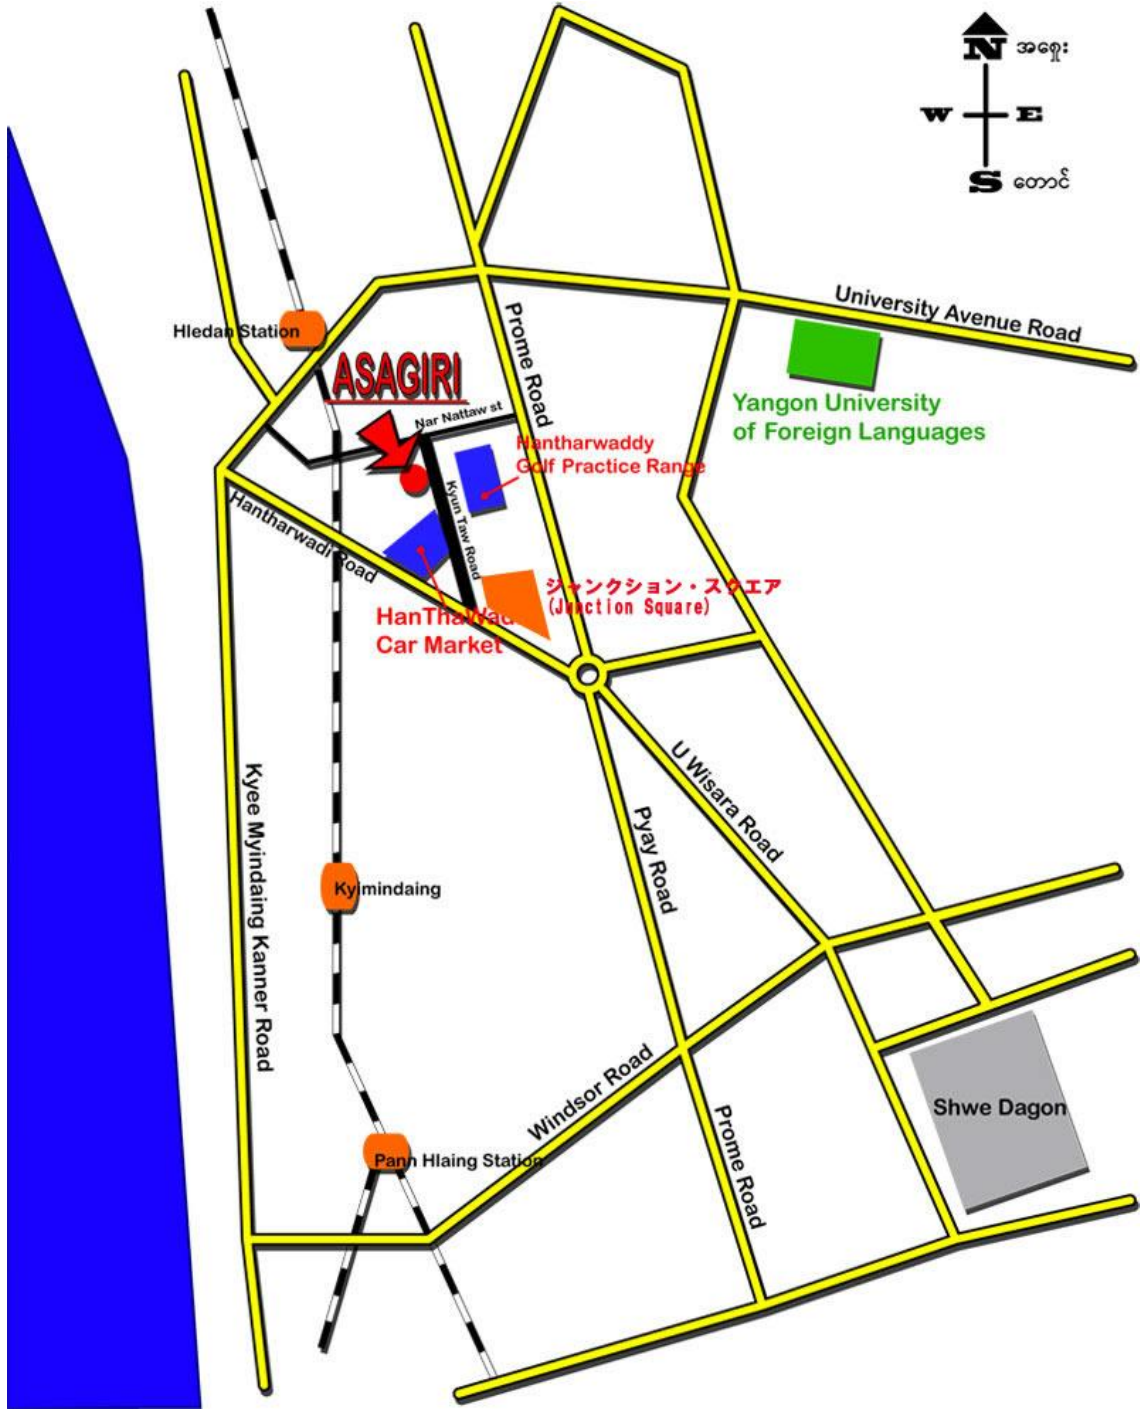 N အရှေး
W E
S တောင်
University Avenue Road
Hledan Station
Prome Road
ASAGIRI
Yangon University
of Foreign Languages
Nar Nattaw st
Hantharwaddy
Golf Practice Range
Kyun Taw Road
Hantharwadi Road
ジャンクション・スクエア
(Junction Square)
HanThaWad
Car Market
U Wisara Road
Kyee Myindaing Kanner Road
Pyay Road
Kyimindaing
Windsor Road
Shwe Dagon
Prome Road
Pann Hlaing Station